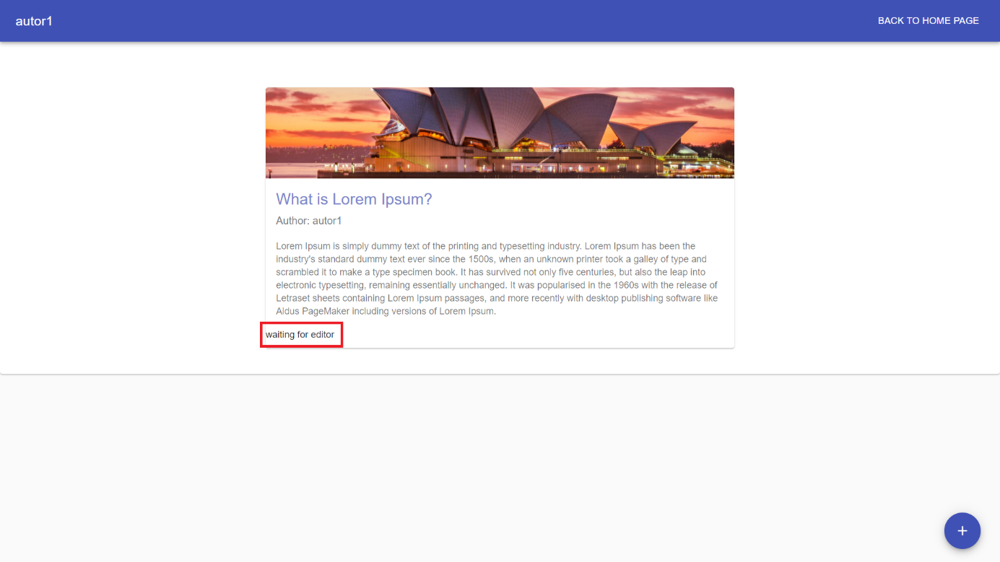 autor1
BACK TO HOME PAGE
What is Lorem Ipsum?
Author: autor1
Lorem Ipsum is simply dummy text of the printing and typesetting industry. Lorem Ipsum has been the
industry's standard dummy text ever since the 1500s, when an unknown printer took a galley of type and
scrambled it to make a type specimen book. It has survived not only five centuries, but also the leap into
electronic typesetting, remaining essentially unchanged. It was popularised in the 1960s with the release of
Letraset sheets containing Lorem Ipsum passages, and more recently with desktop publishing software like
Aldus PageMaker including versions of Lorem Ipsum.
waiting for editor
+